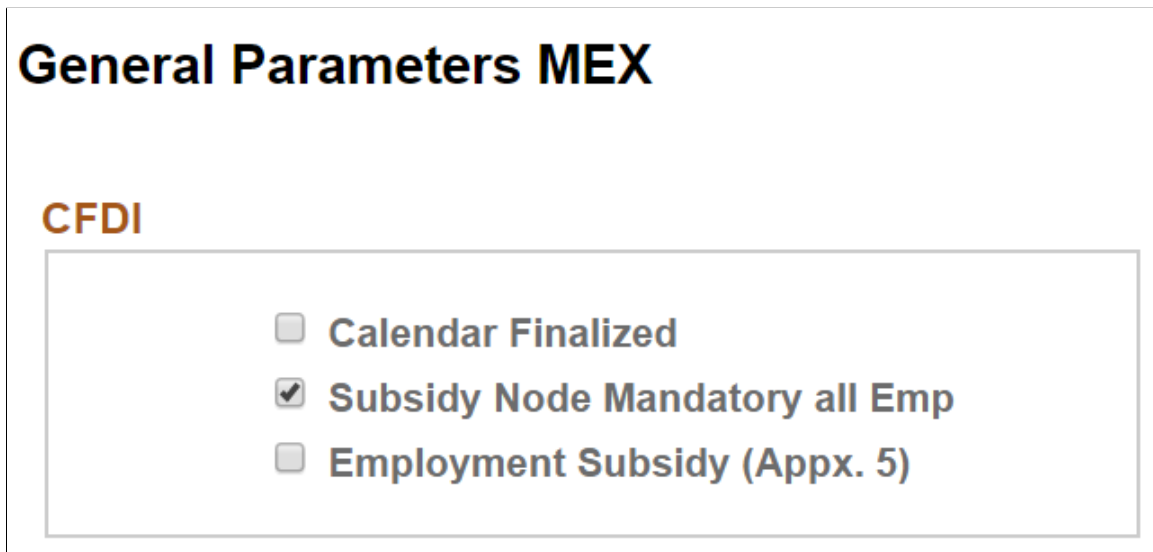 General Parameters MEX
CFDI
Calendar Finalized
Subsidy Node Mandatory all Emp
Employment Subsidy (Appx. 5)